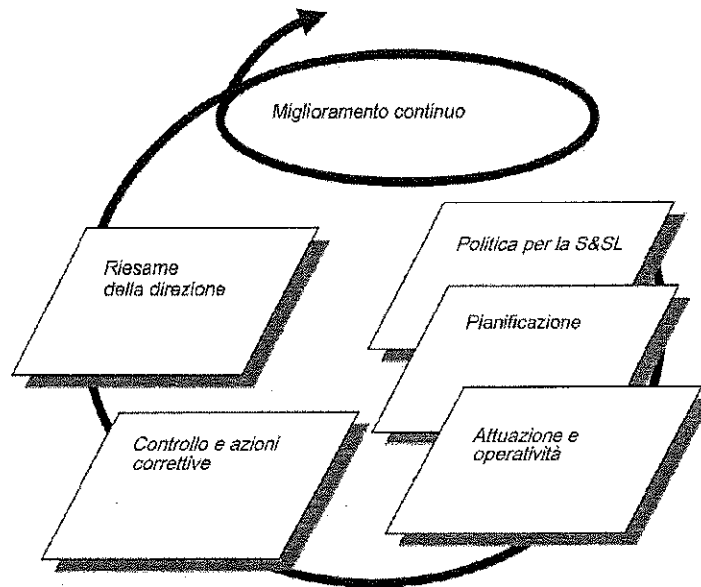 Miglioramento continuo
Politica per la S&SL
Riesame
della direzione
Pianificazione
Controllo e azioni
correttive
Attuazione e
operatività